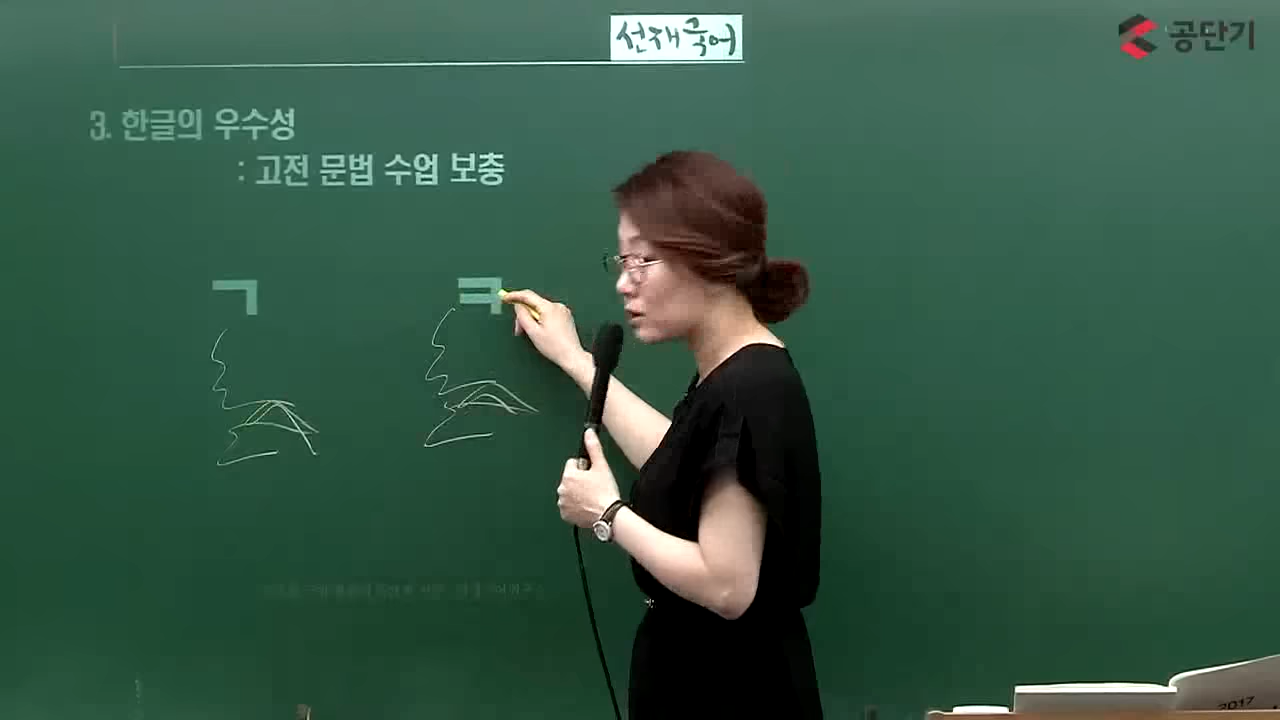 선재국어
공단기
3. 한글의 우수성
: 고전 문법 수업 보충
ㄱ ㅋ
2017